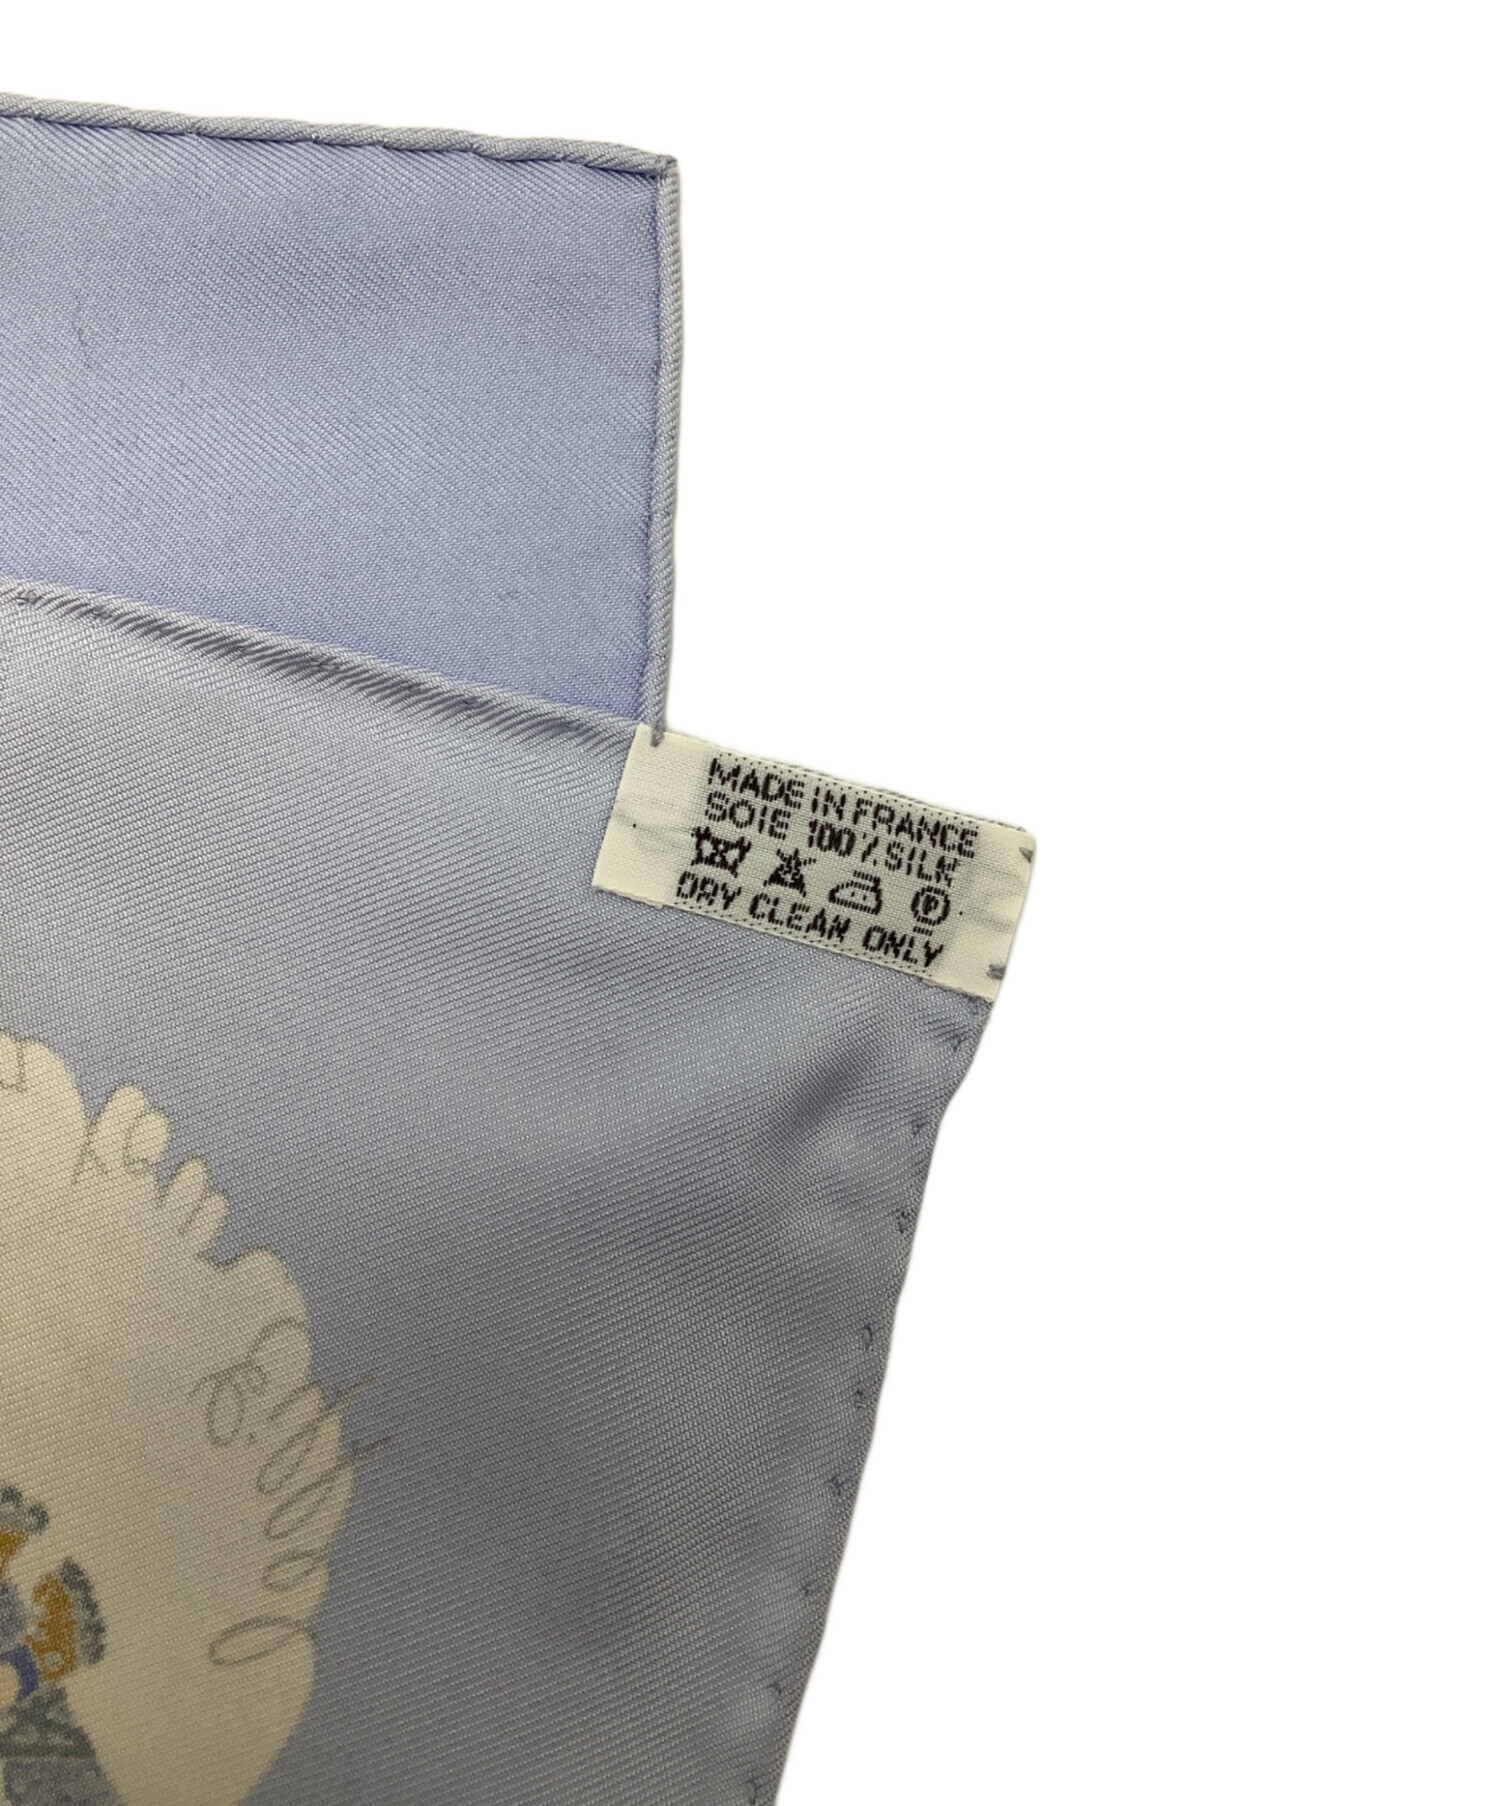 MADE IN FRANCE
SOIE 100% SILK
P
DRY CLEAN ONLY